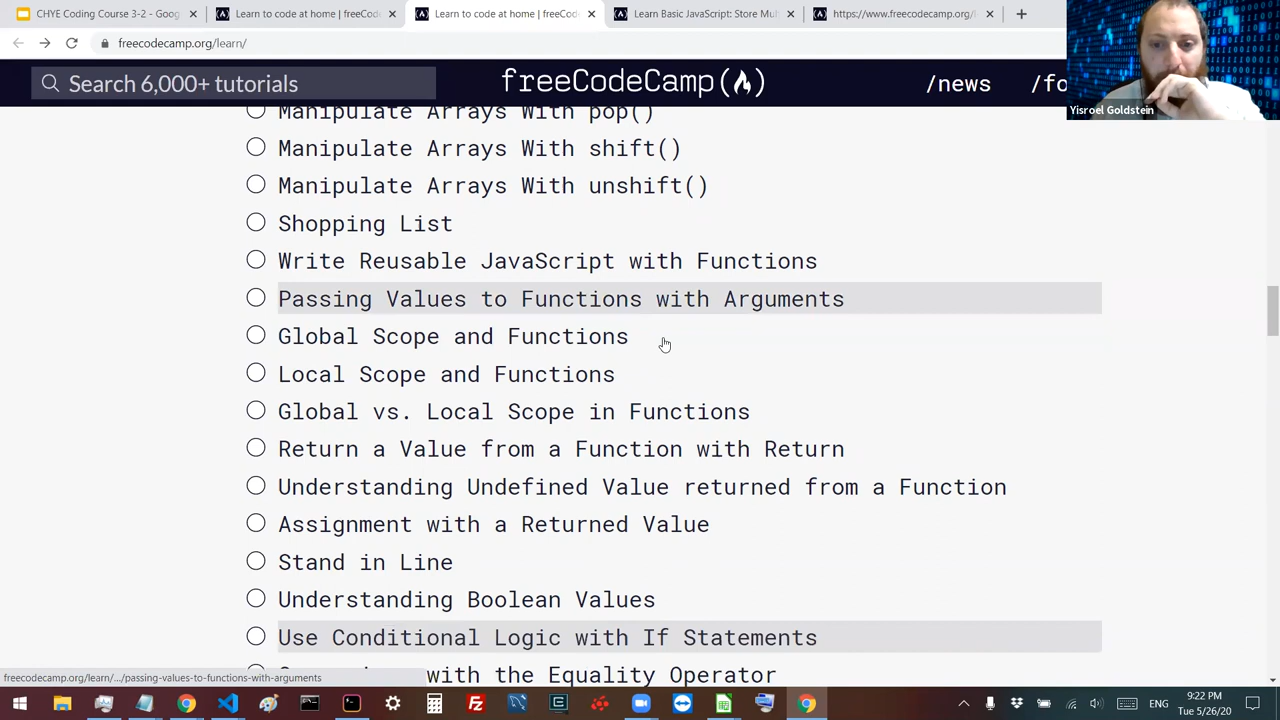 CHYE Coding Course 3-2 - Goog
Learn to code at home | freeCod
Learn to code at home | freeCod
Learn Basic JavaScript: Store Mul
https://www.freecodecamp.org/
freecodecamp.org/learn/
Search 6,000+ tutorials
freeCodeCamp
/news
/fo
Yisroel Goldstein
Manipulate Arrays With pop()
Manipulate Arrays With shift()
Manipulate Arrays With unshift()
Shopping List
Write Reusable JavaScript with Functions
Passing Values to Functions with Arguments
Global Scope and Functions
Local Scope and Functions
Global vs. Local Scope in Functions
Return a Value from a Function with Return
Understanding Undefined Value returned from a Function
Assignment with a Returned Value
Stand in Line
Understanding Boolean Values
Use Conditional Logic with If Statements
with the Equality Operator
freecodecamp.org/learn/.../passing-values-to-functions-with-arguments
ENG
9:22 PM
Tue 5/26/20